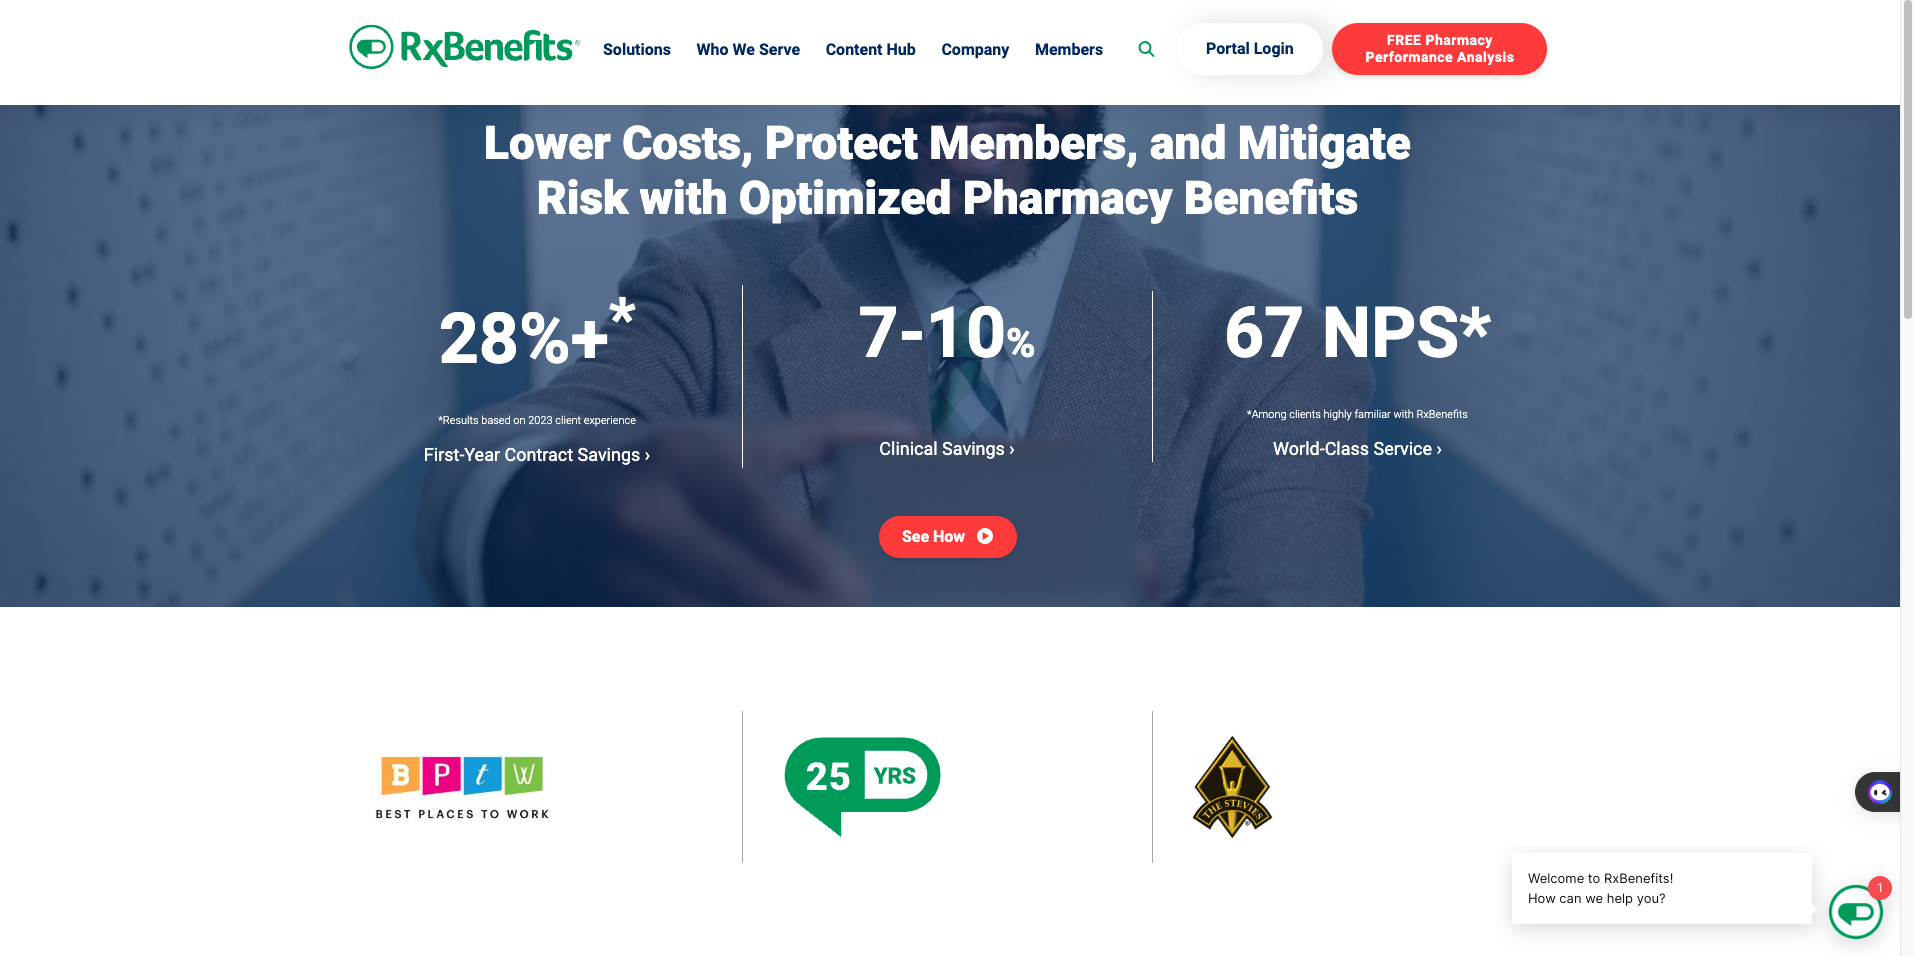 RxBenefits
Solutions
Who We Serve
Content Hub
Company
Members
Portal Login
FREE Pharmacy
Performance Analysis
Lower Costs, Protect Members, and Mitigate
Risk with Optimized Pharmacy Benefits
28%+*
*Results based on 2023 client experience
First-Year Contract Savings ›
7-10%
Clinical Savings ›
67 NPS*
*Among clients highly familiar with RxBenefits
World-Class Service ›
See How
BPtW
BEST PLACES TO WORK
25 YRS
THE STEVIES
®
Welcome to RxBenefits!
How can we help you?
1